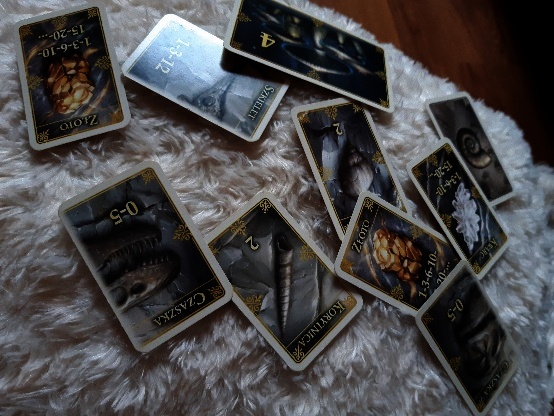 1-3-6-10-
15-20-...
ZŁOTO
1-3-12
SZKIELET
4
2
0-5
CZASZKA
2
KORYTNICA
ZŁOTO
1-3-6-10-
20-...
0-5